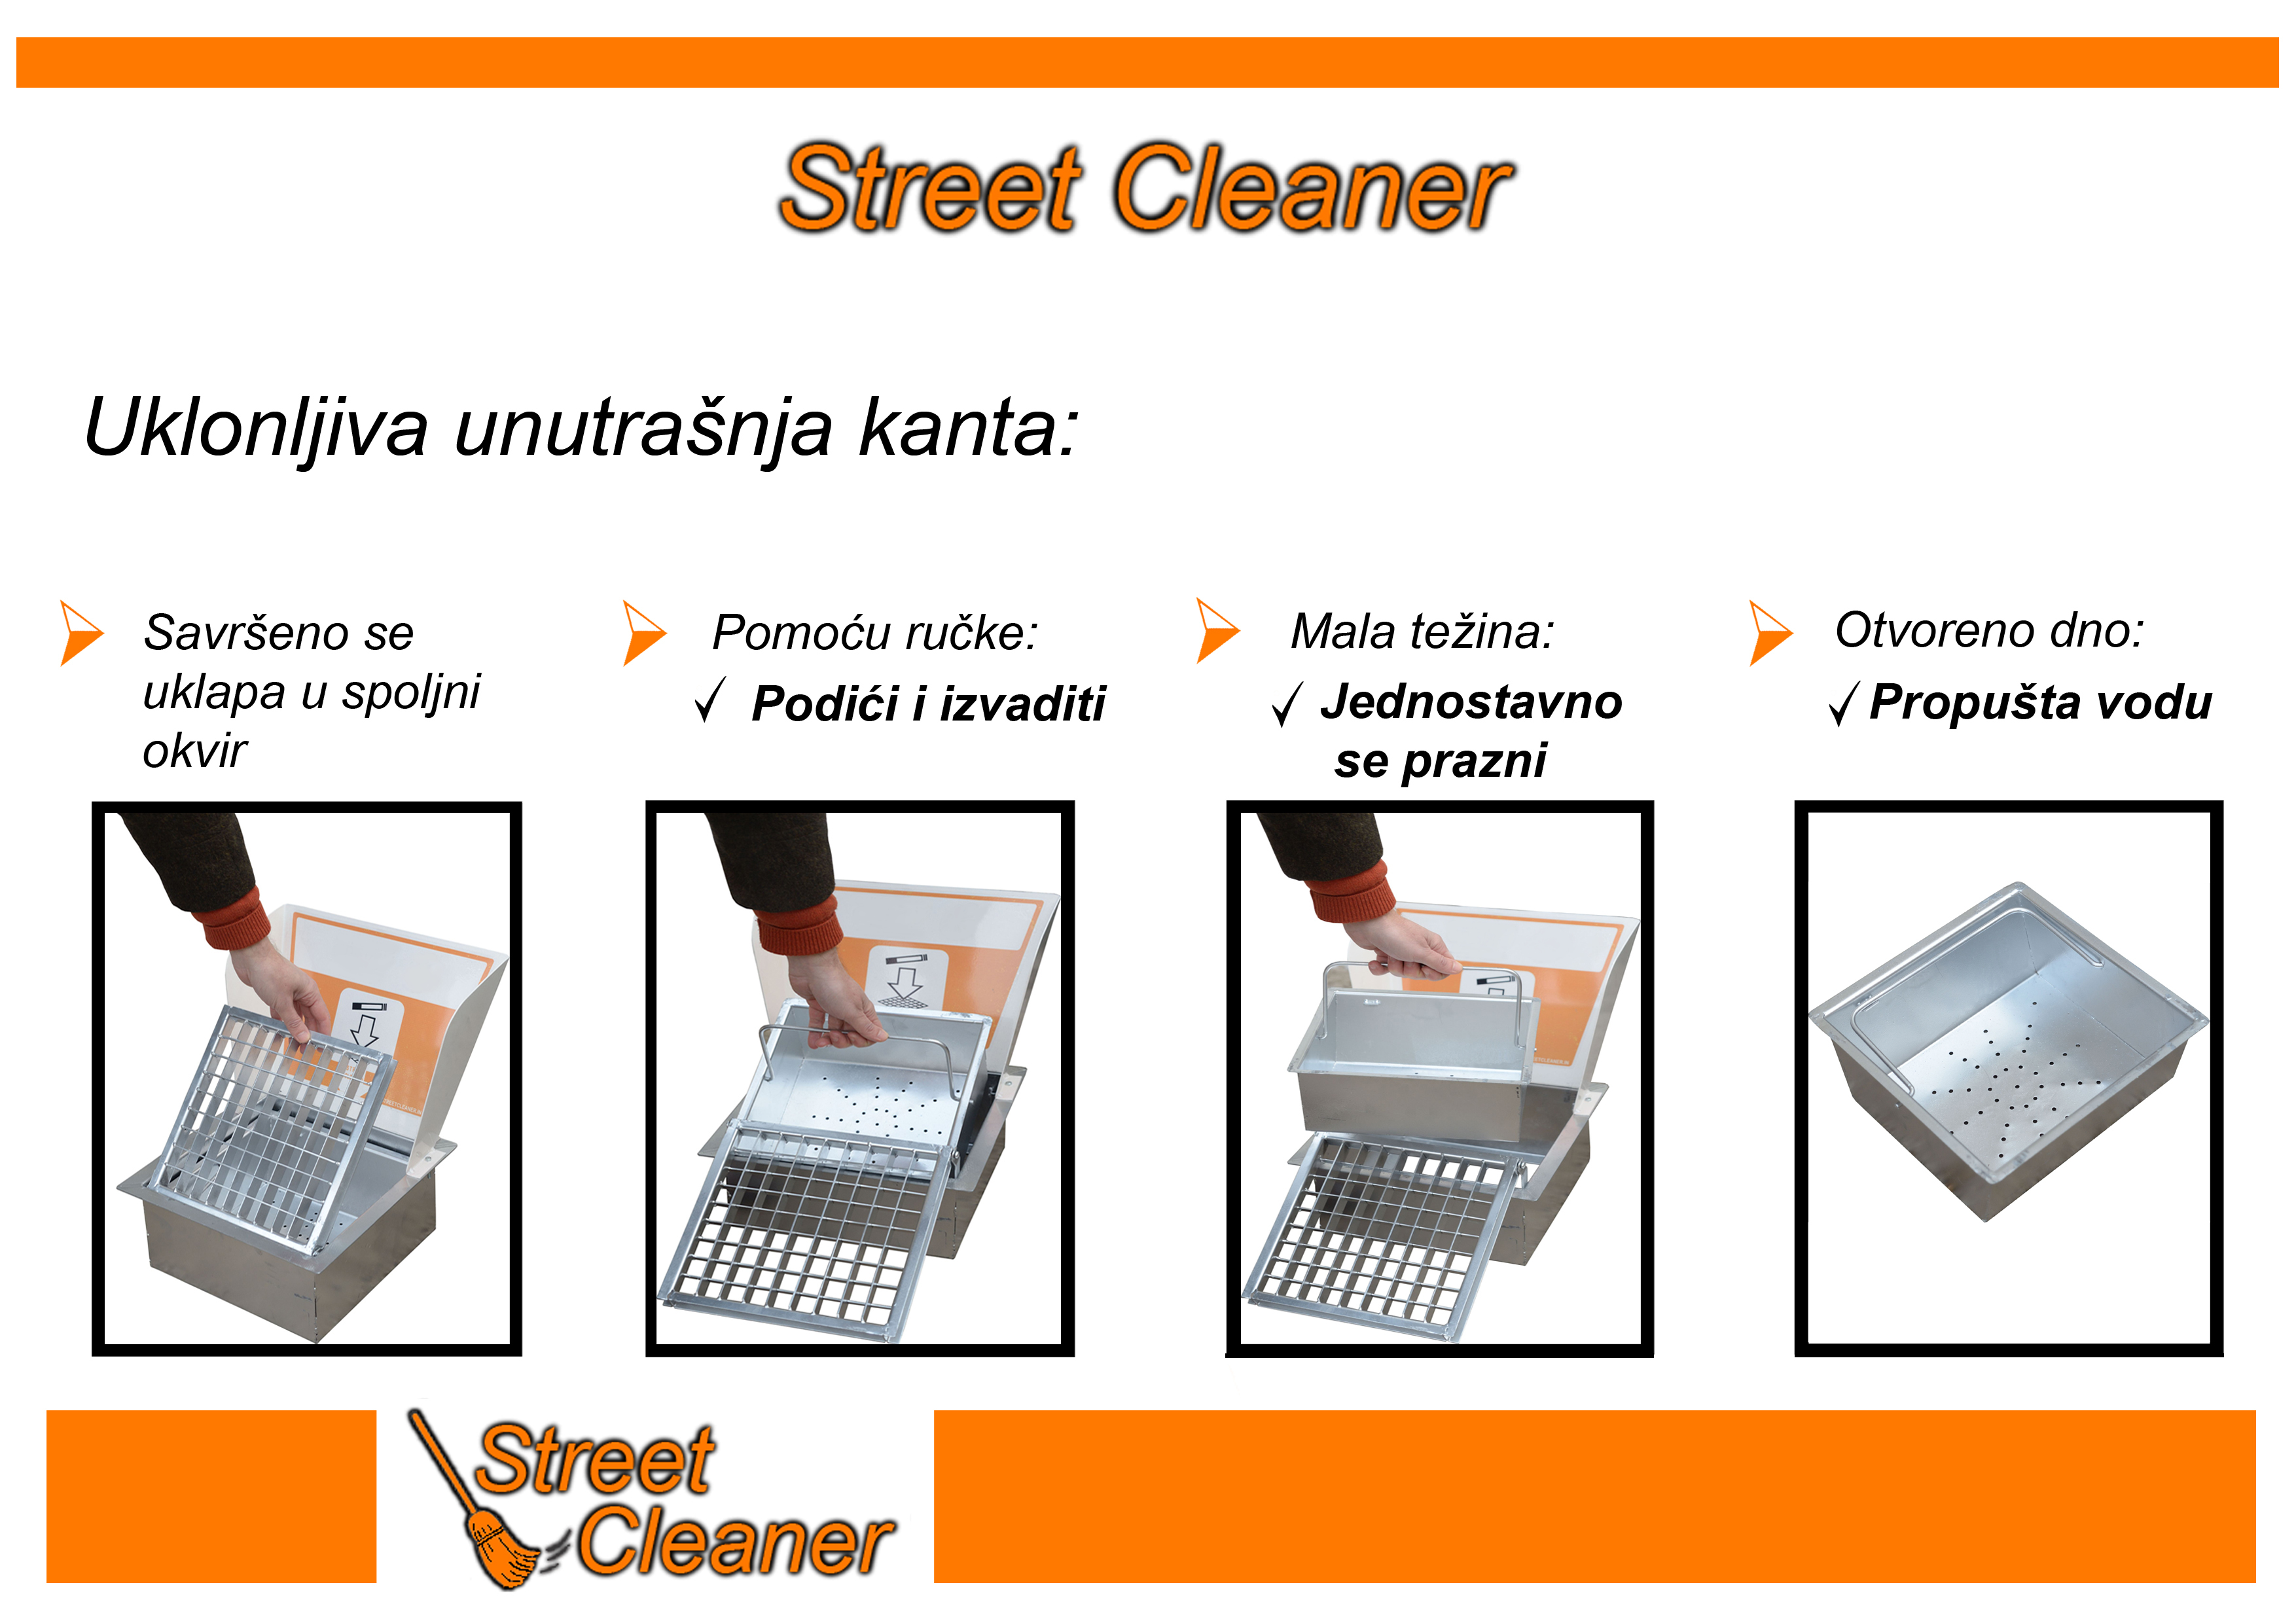 Street Cleaner
Uklonljiva unutrašnja kanta:
Savršeno se
uklapa u spoljni
okvir
Pomoću ručke:
✓ Podići i izvaditi
Mala težina:
✓ Jednostavno
se prazni
Otvoreno dno:
✓ Propušta vodu
Street
Cleaner